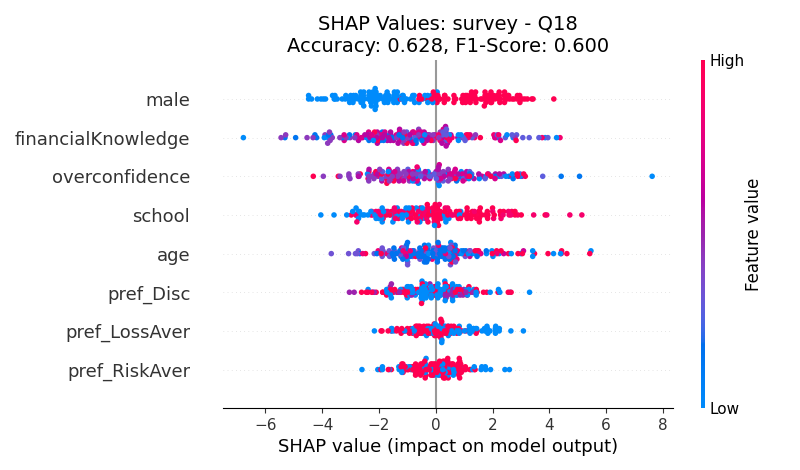 SHAP Values: survey - Q18
Accuracy: 0.628, F1-Score: 0.600
High
male
financialKnowledge
overconfidence
school
age
pref_Disc
pref_LossAver
pref_RiskAver
Feature value
Low
−6 −4 −2 0 2 4 6 8
SHAP value (impact on model output)